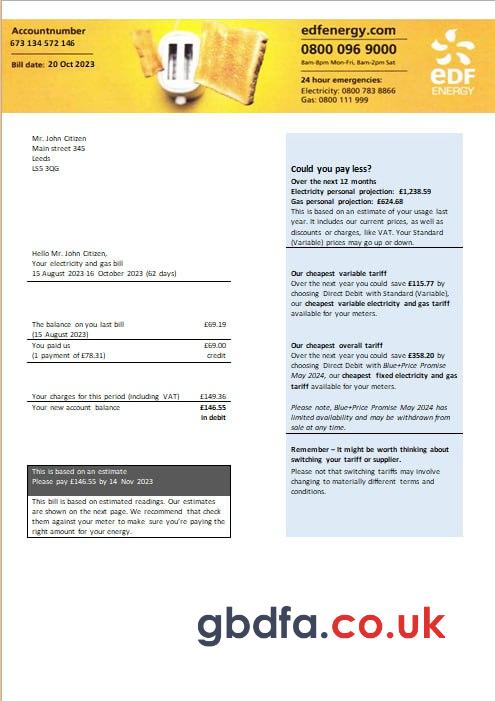 Accountnumber
673 134 572 146
Bill date: 20 Oct 2023
edfenergy.com
0800 096 9000
8am-8pm Mon-Fri, 8am-2pm Sat
24 hour emergencies:
Electricity: 0800 783 8866
Gas: 0800 111 999
eDF
ENERGY
Mr. John Citizen
Main street 345
Leeds
LS5 3QG
Hello Mr. John Citizen,
Your electricity and gas bill
15 August 2023-16 October 2023 (62 days)
The balance on you last bill £69.19
(15 August 2023)
You paid us £69.00
(1 payment of £78.31) credit
Your charges for this period (including VAT) £149.36
Your new account balance £146.55
in debit
This is based on an estimate
Please pay £146.55 by 14 Nov 2023
This bill is based on estimated readings. Our estimates
are shown on the next page. We recommend that check
them against your meter to make sure you're paying the
right amount for your energy.
Could you pay less?
Over the next 12 months
Electricity personal projection: £1,238.59
Gas personal projection: £624.68
This is based on an estimate of your usage last
year. It includes our current prices, as well as
discounts or charges, like VAT. Your Standard
(Variable) prices may go up or down.
Our cheapest variable tariff
Over the next year you could save £115.77 by
choosing Direct Debit with Standard (Variable),
our cheapest variable electricity and gas tariff
available for your meters.
Our cheapest overall tariff
Over the next year you could save £358.20 by
choosing Direct Debit with Blue+Price Promise
May 2024, our cheapest fixed electricity and gas
tariff available for your meters.
Please note, Blue+Price Promise May 2024 has
limited availability and may be withdrawn from
sale at any time.
Remember – It might be worth thinking about
switching your tariff or supplier.
Please not that switching tariffs may involve
changing to materially different terms and
conditions.
gbdfa.co.uk